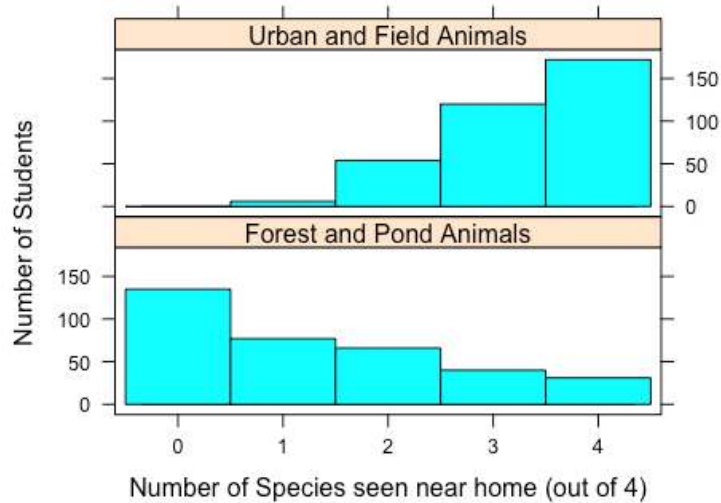 Urban and Field Animals
150
100
50
0
Number of Students
Forest and Pond Animals
150
100
50
0
0 1 2 3 4
Number of Species seen near home (out of 4)